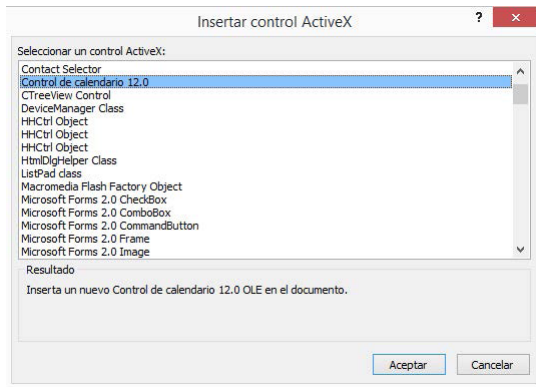 Insertar control ActiveX
?
×
Seleccionar un control ActiveX:
Contact Selector
Control de calendario 12.0
CTreeView Control
DeviceManager Class
HHCtrl Object
HHCtrl Object
HHCtrl Object
HtmlDlgHelper Class
ListPad class
Macromedia Flash Factory Object
Microsoft Forms 2.0 CheckBox
Microsoft Forms 2.0 ComboBox
Microsoft Forms 2.0 CommandButton
Microsoft Forms 2.0 Frame
Microsoft Forms 2.0 Image
Resultado
Inserta un nuevo Control de calendario 12.0 OLE en el documento.
Aceptar
Cancelar